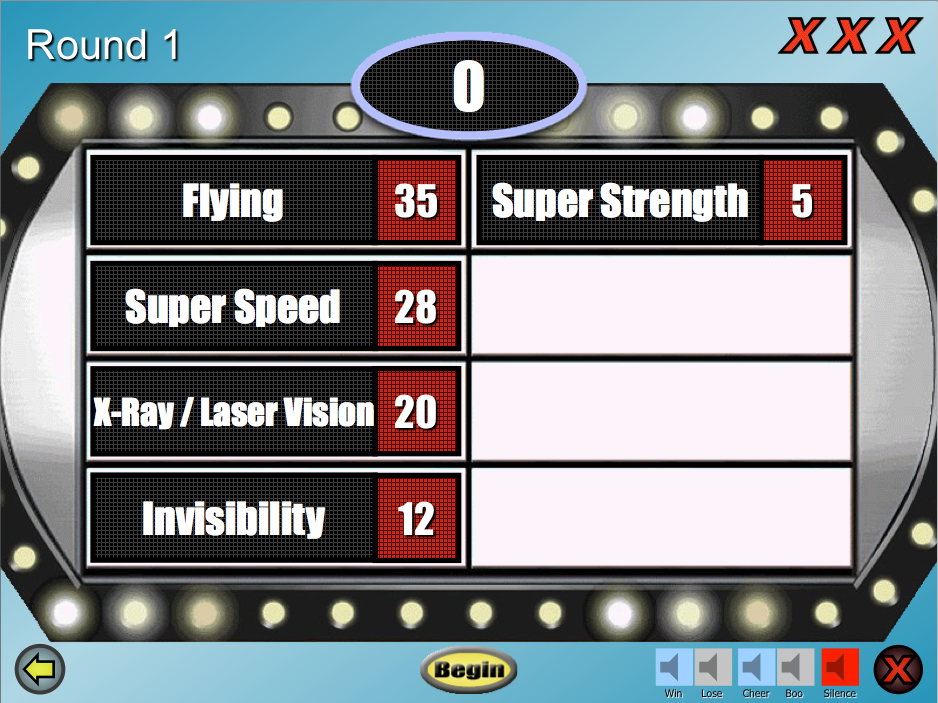 Round 1
X X X
0
Flying 35
Super Strength 5
Super Speed 28
X-Ray / Laser Vision 20
Invisibility 12
Begin
Win Lose Cheer Boo Silence
X